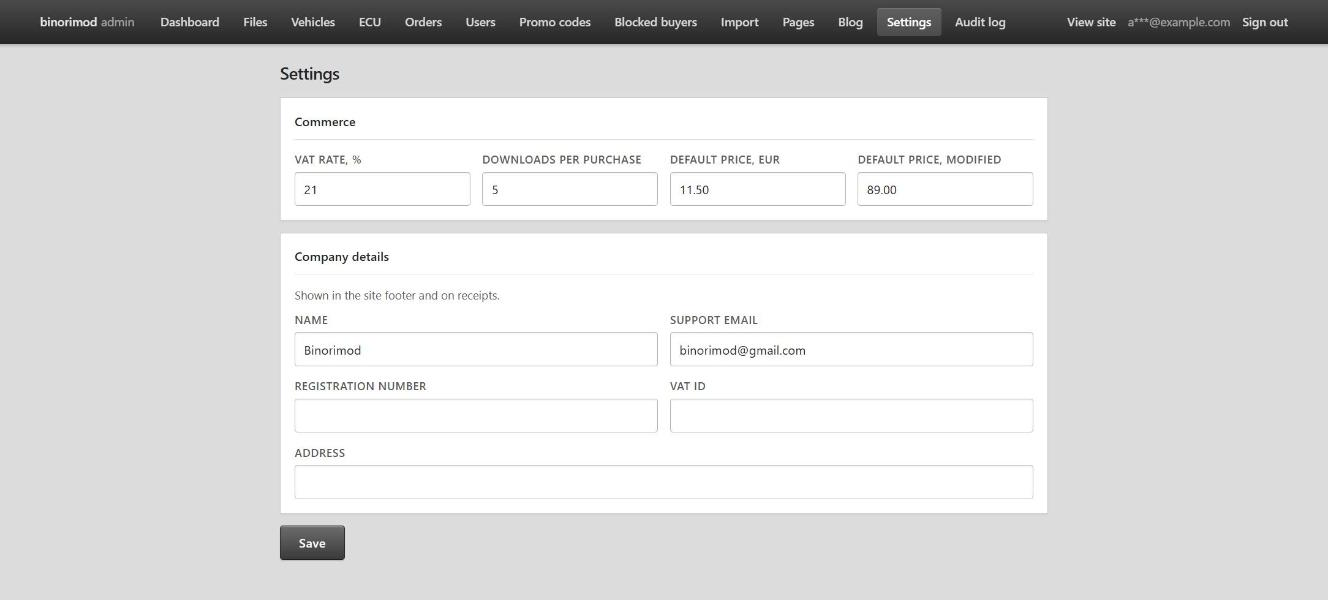 binorimod admin Dashboard Files Vehicles ECU Orders Users Promo codes Blocked buyers Import Pages Blog Settings Audit log View site a***@example.com Sign out
Settings
Commerce
VAT RATE, % DOWNLOADS PER PURCHASE DEFAULT PRICE, EUR DEFAULT PRICE, MODIFIED
21 5 11.50 89.00
Company details
Shown in the site footer and on receipts.
NAME SUPPORT EMAIL
Binorimod binorimod@gmail.com
REGISTRATION NUMBER VAT ID
ADDRESS
Save